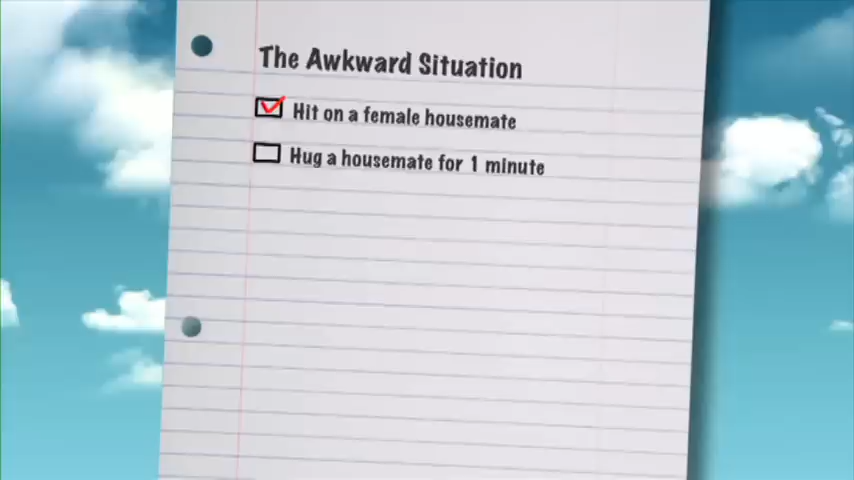 The Awkward Situation
Hit on a female housemate
Hug a housemate for 1 minute